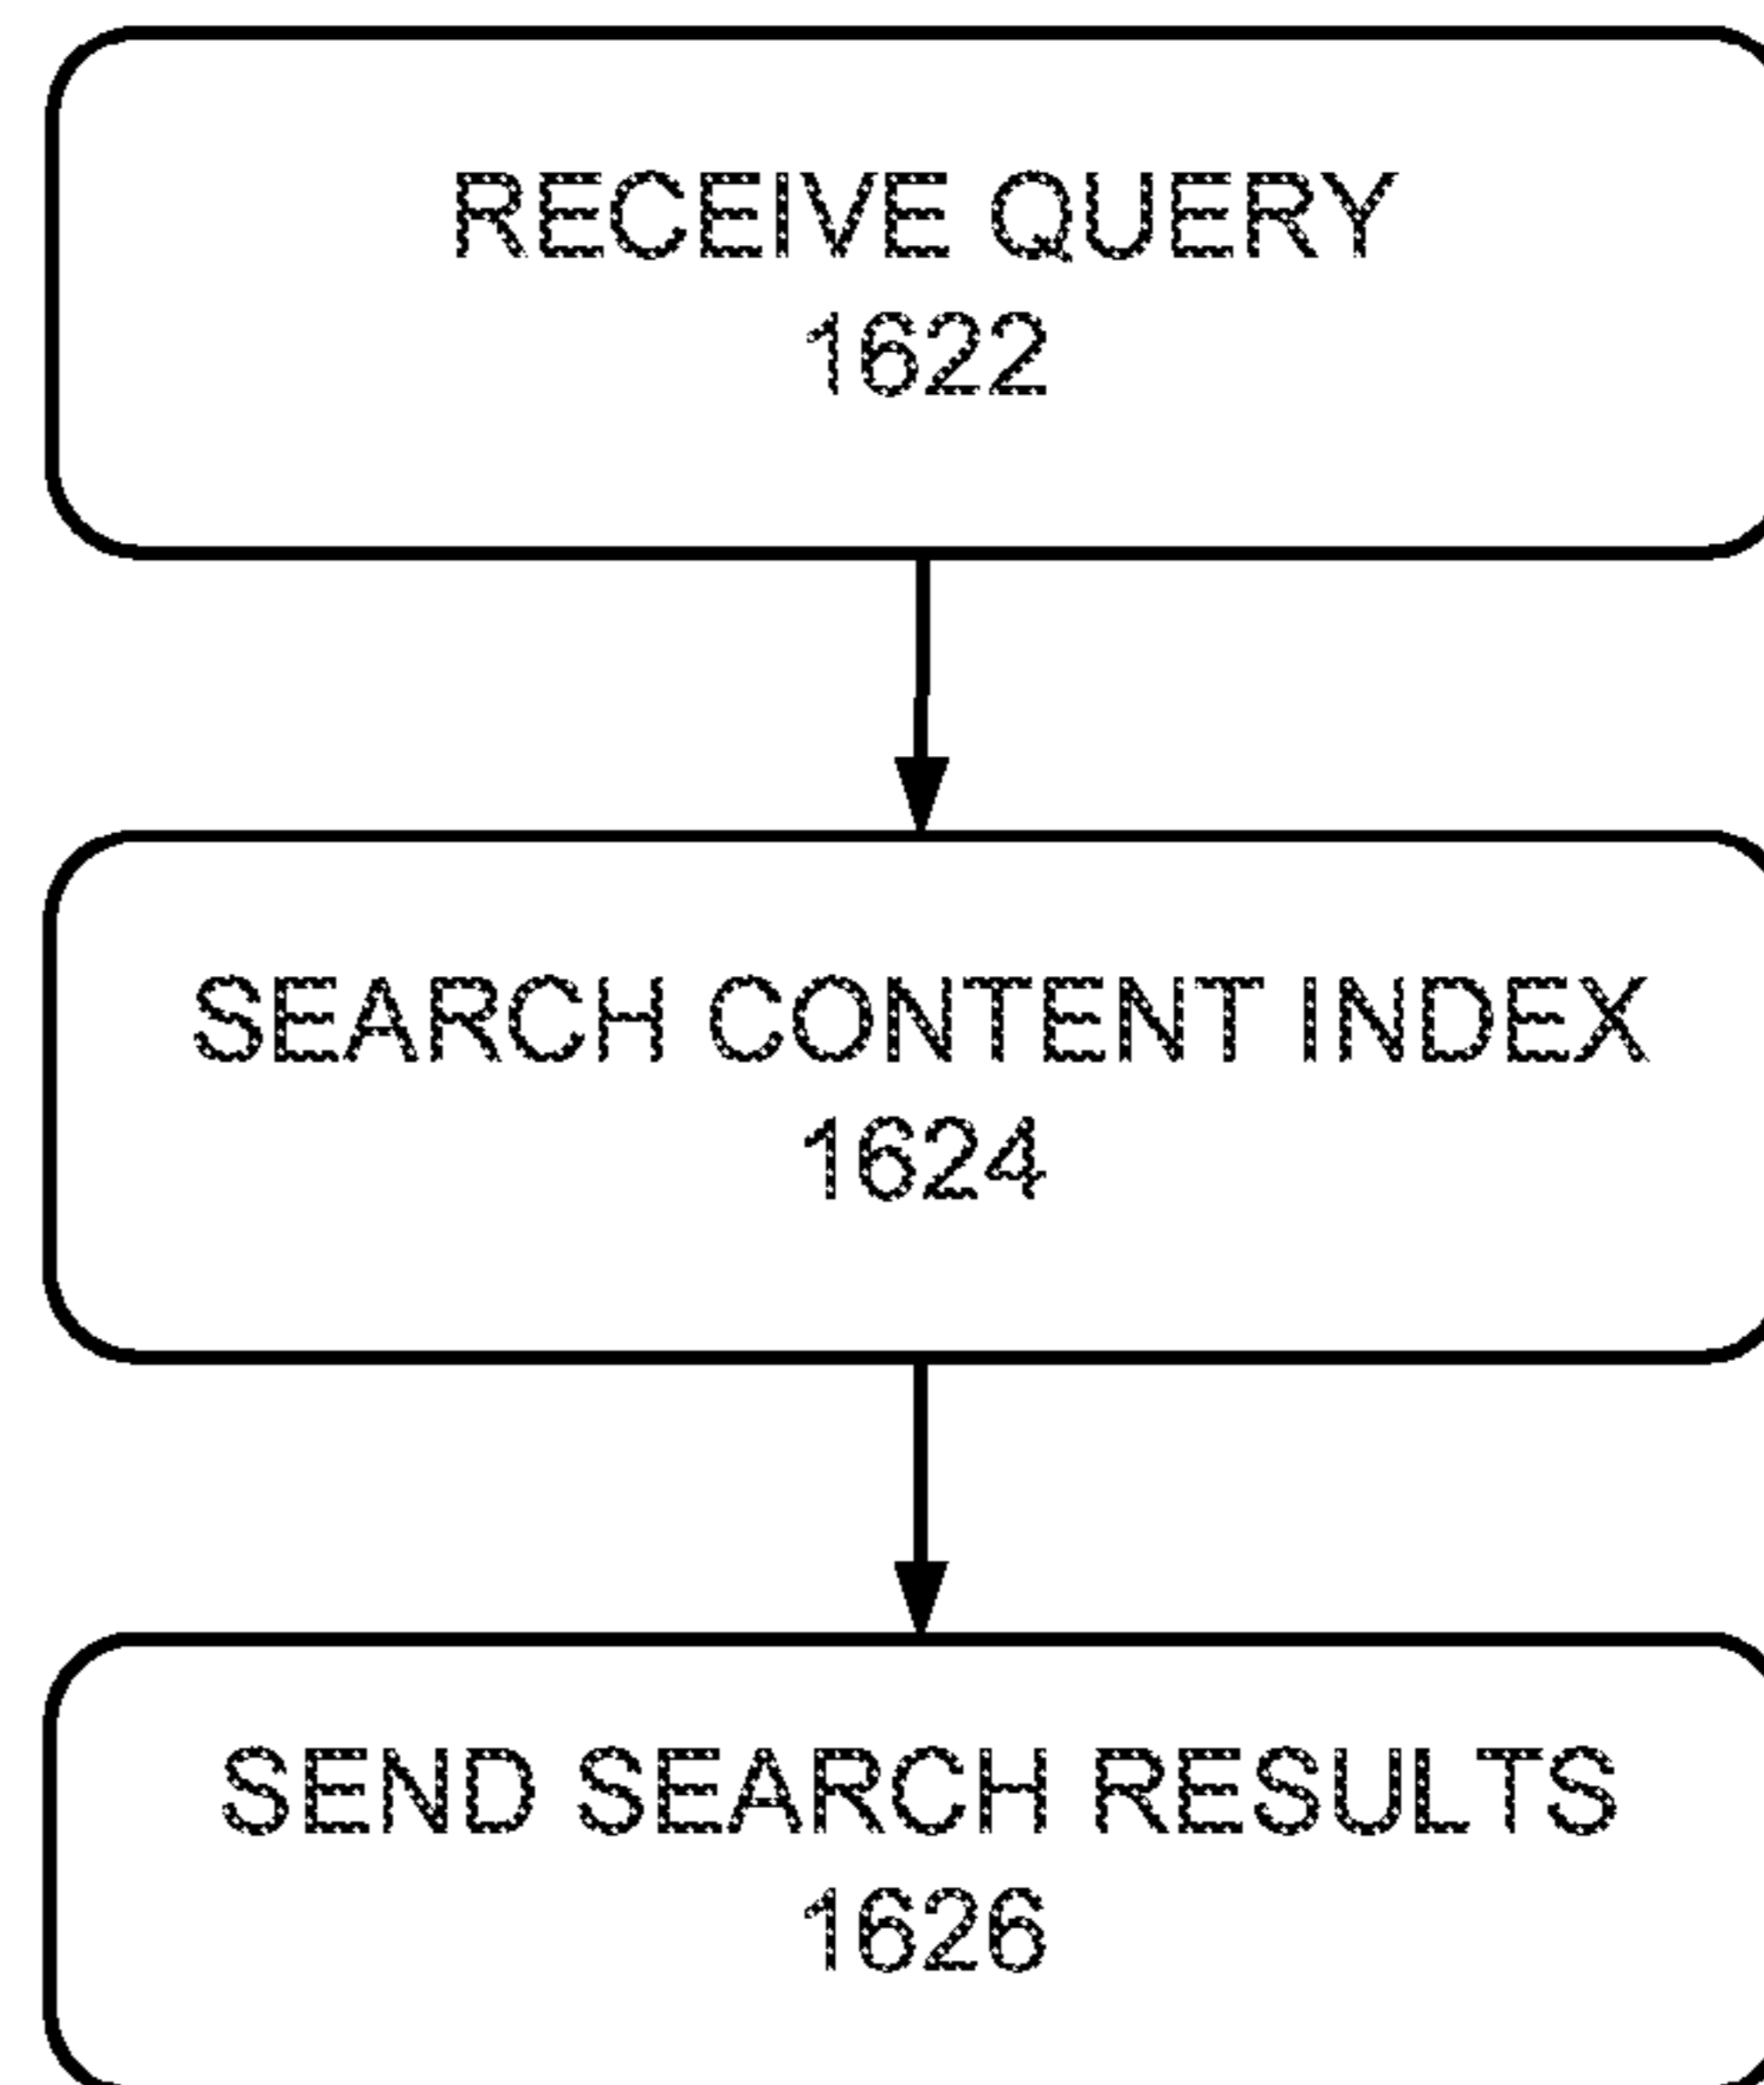 RECEIVE QUERY
1622
SEARCH CONTENT INDEX
1624
SEND SEARCH RESULTS
1626